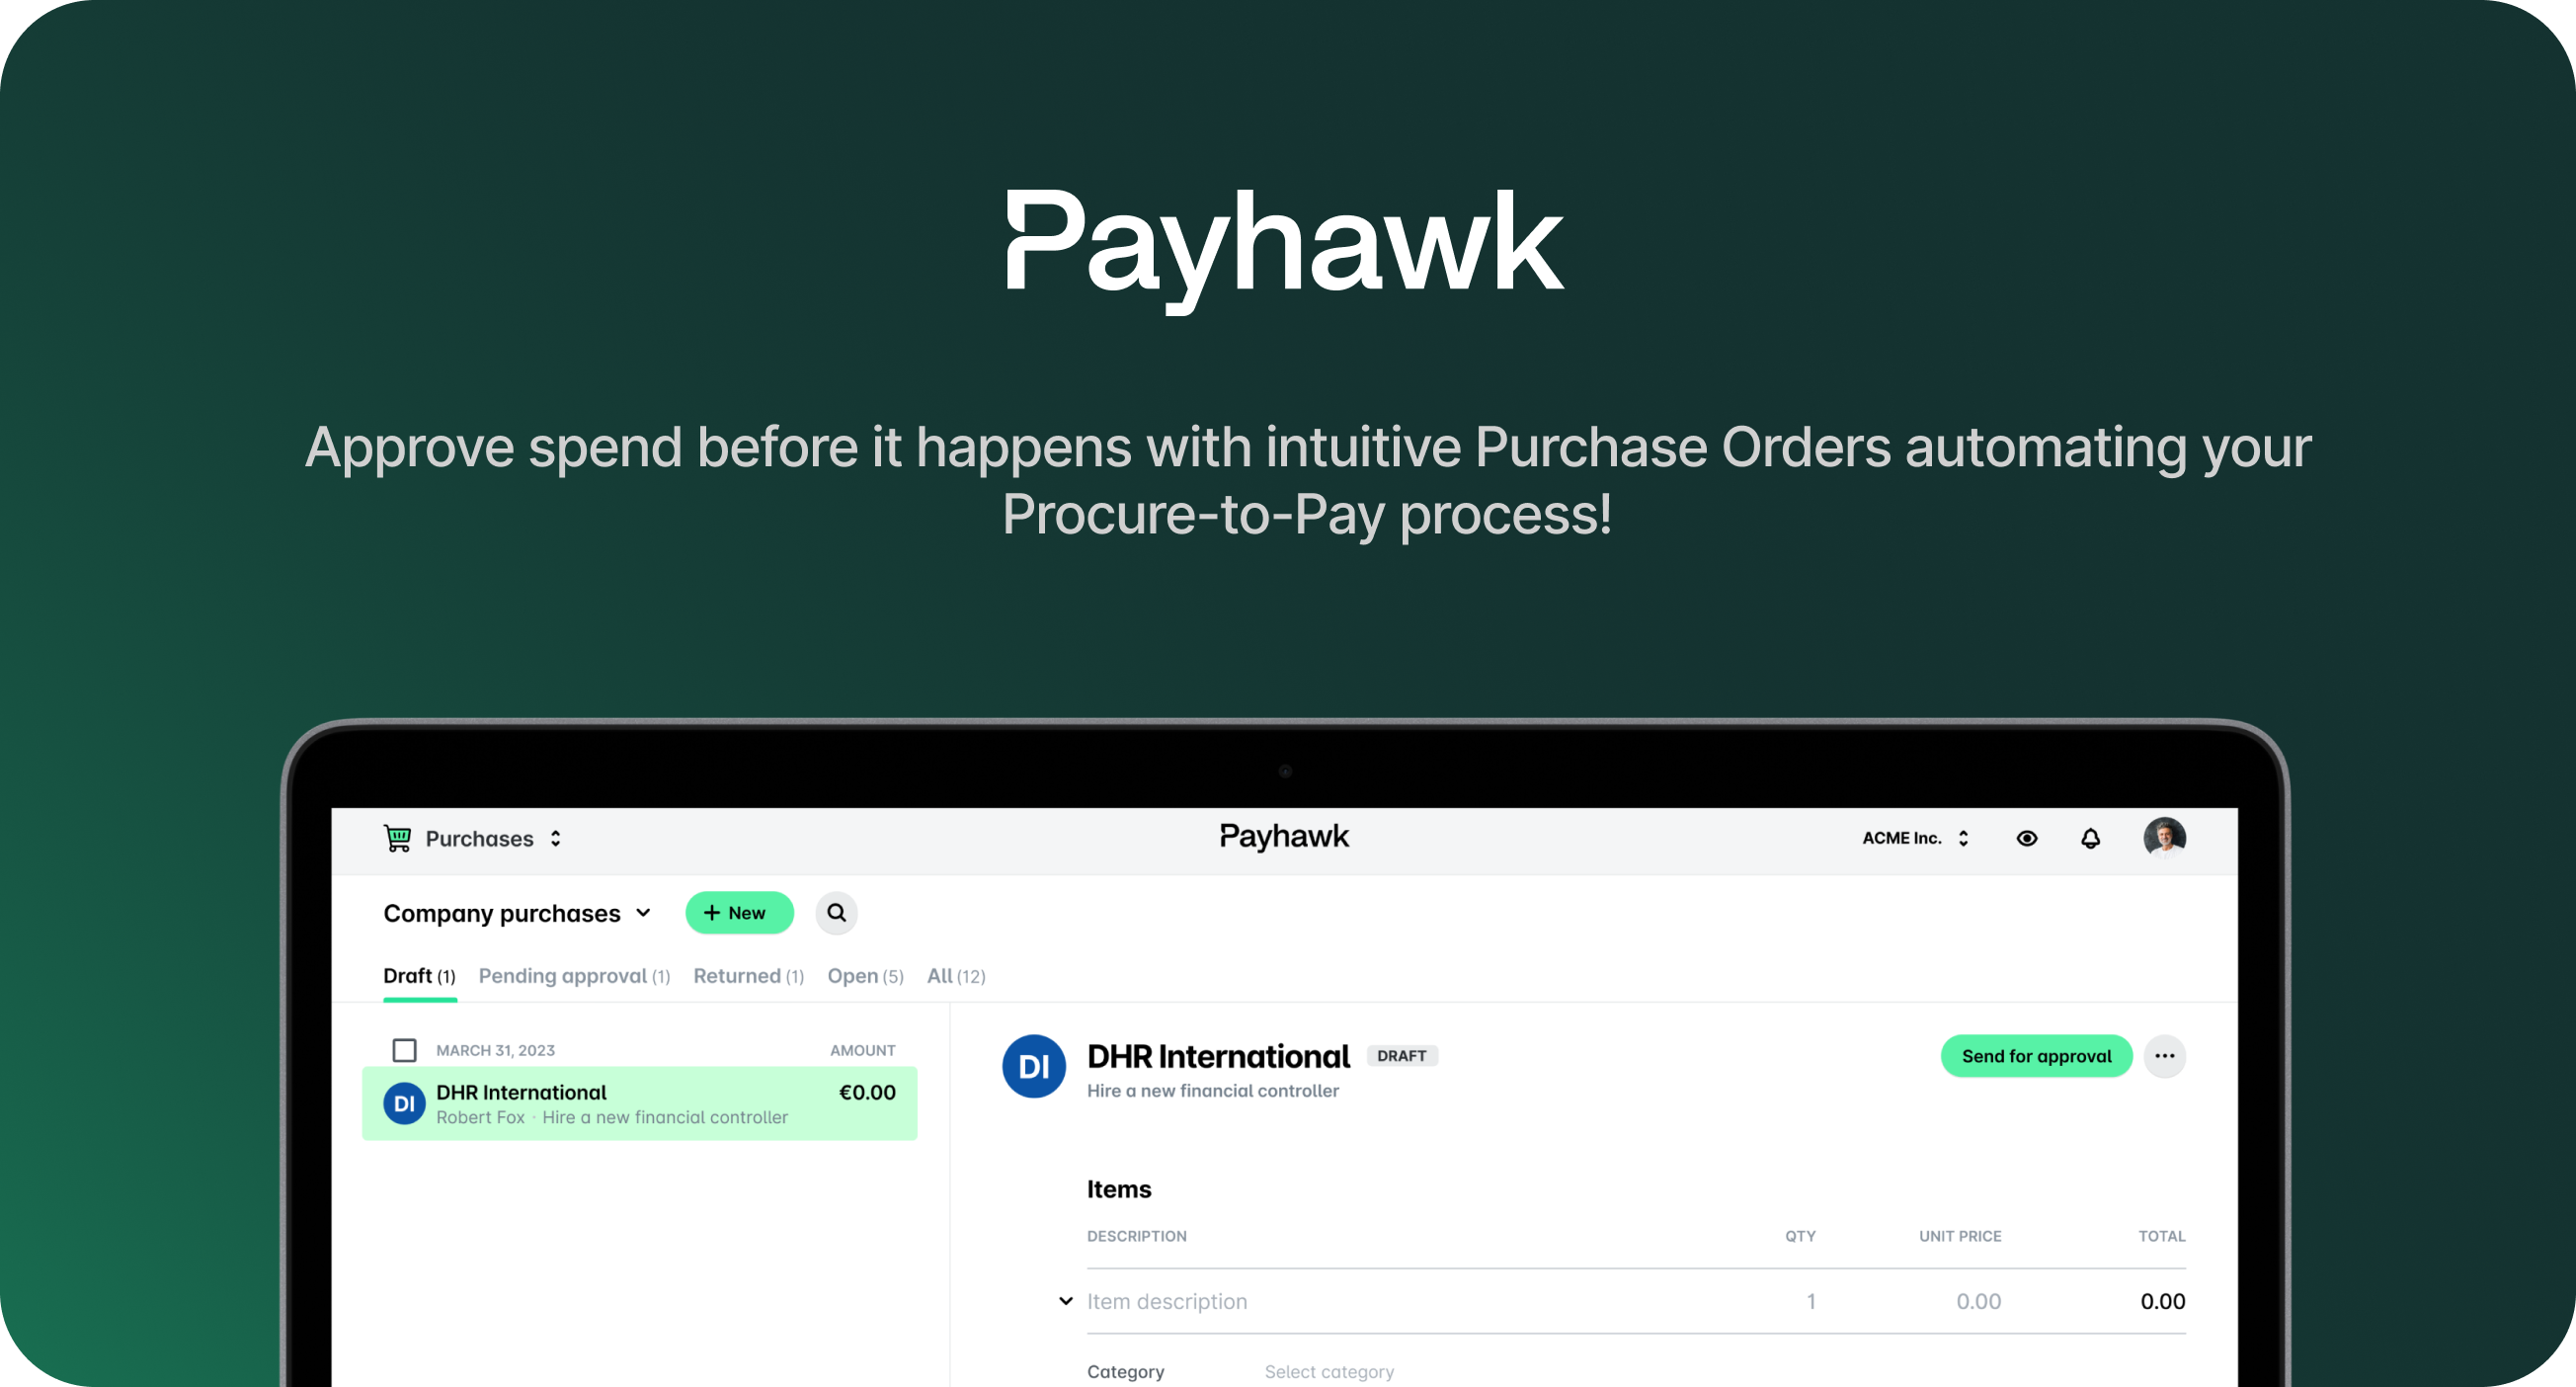 Payhawk
Approve spend before it happens with intuitive Purchase Orders automating your
Procure-to-Pay process!
Purchases
Payhawk
ACME Inc.
Company purchases
+ New
Draft (1) Pending approval (1) Returned (1) Open (5) All (12)
MARCH 31, 2023 AMOUNT
DI DHR International €0.00
Robert Fox · Hire a new financial controller
DI DHR International DRAFT
Hire a new financial controller
Send for approval
Items
DESCRIPTION QTY UNIT PRICE TOTAL
Item description 1 0.00 0.00
Category Select category